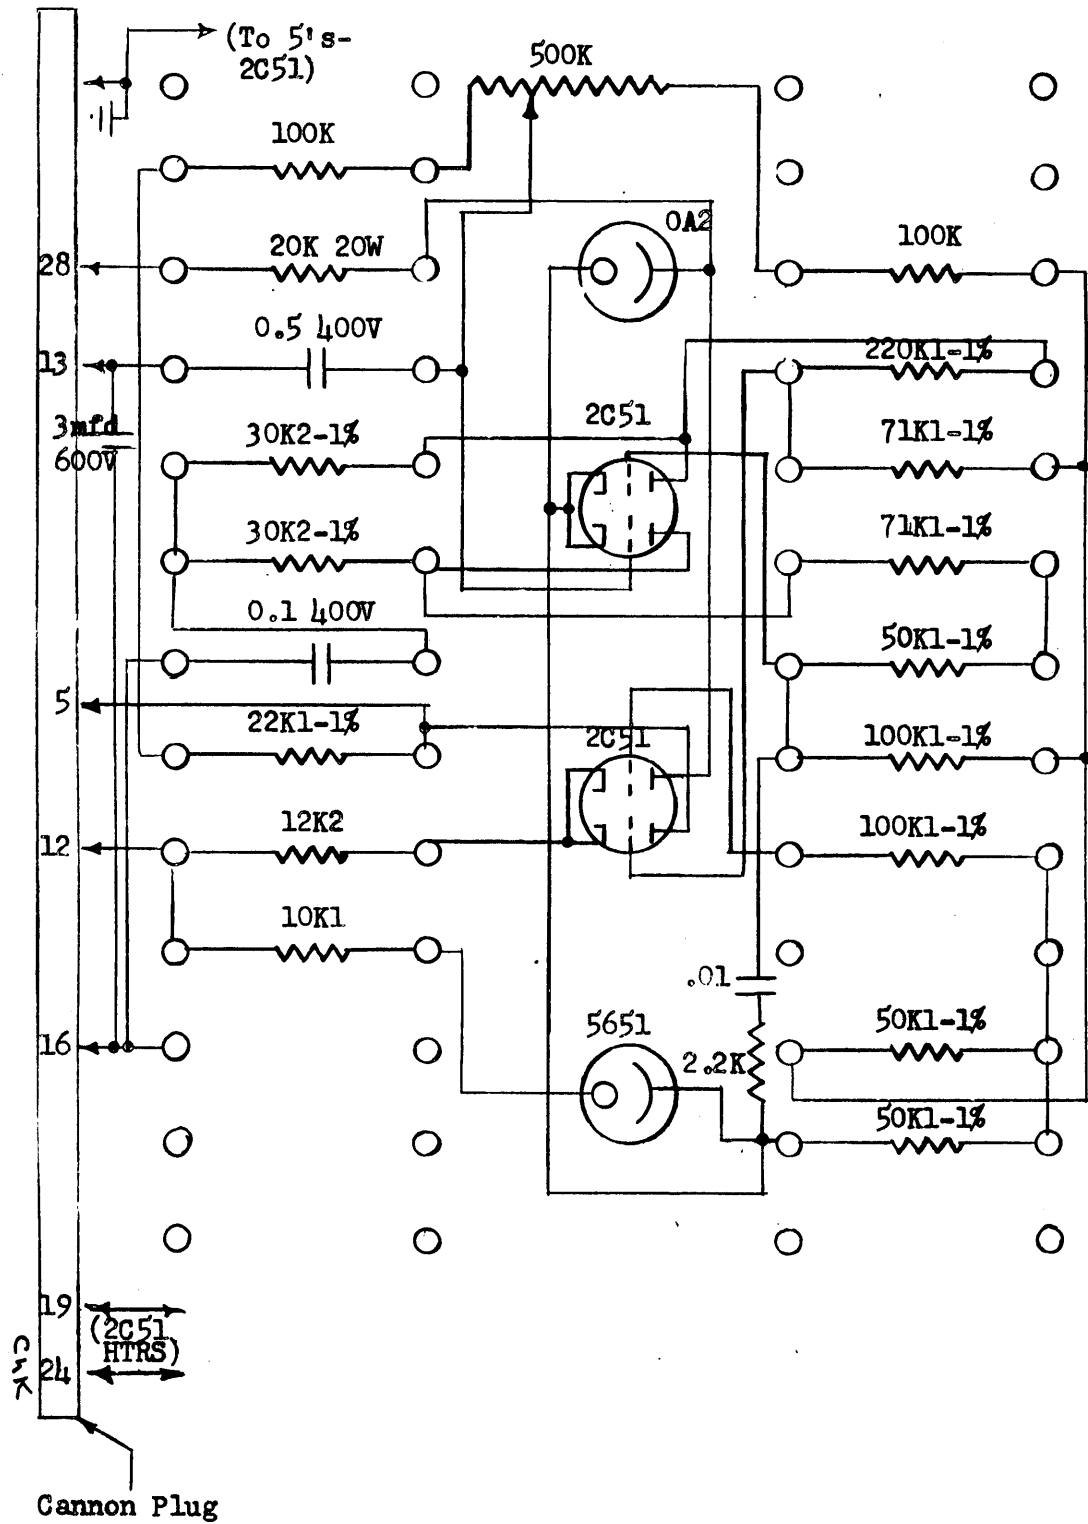 (To 5's-
2C51)
500K
100K
0A2
28
20K 20W
100K
0.5 400V
13
220K1-1%
3mfd
600V
30K2-1%
2C51
71K1-1%
30K2-1%
71K1-1%
0.1 400V
50K1-1%
5
22K1-1%
2C51
100K1-1%
12
12K2
100K1-1%
10K1
.01
16
5651
2.2K
50K1-1%
50K1-1%
19
(2C51
HTRS)
24
Cannon Plug